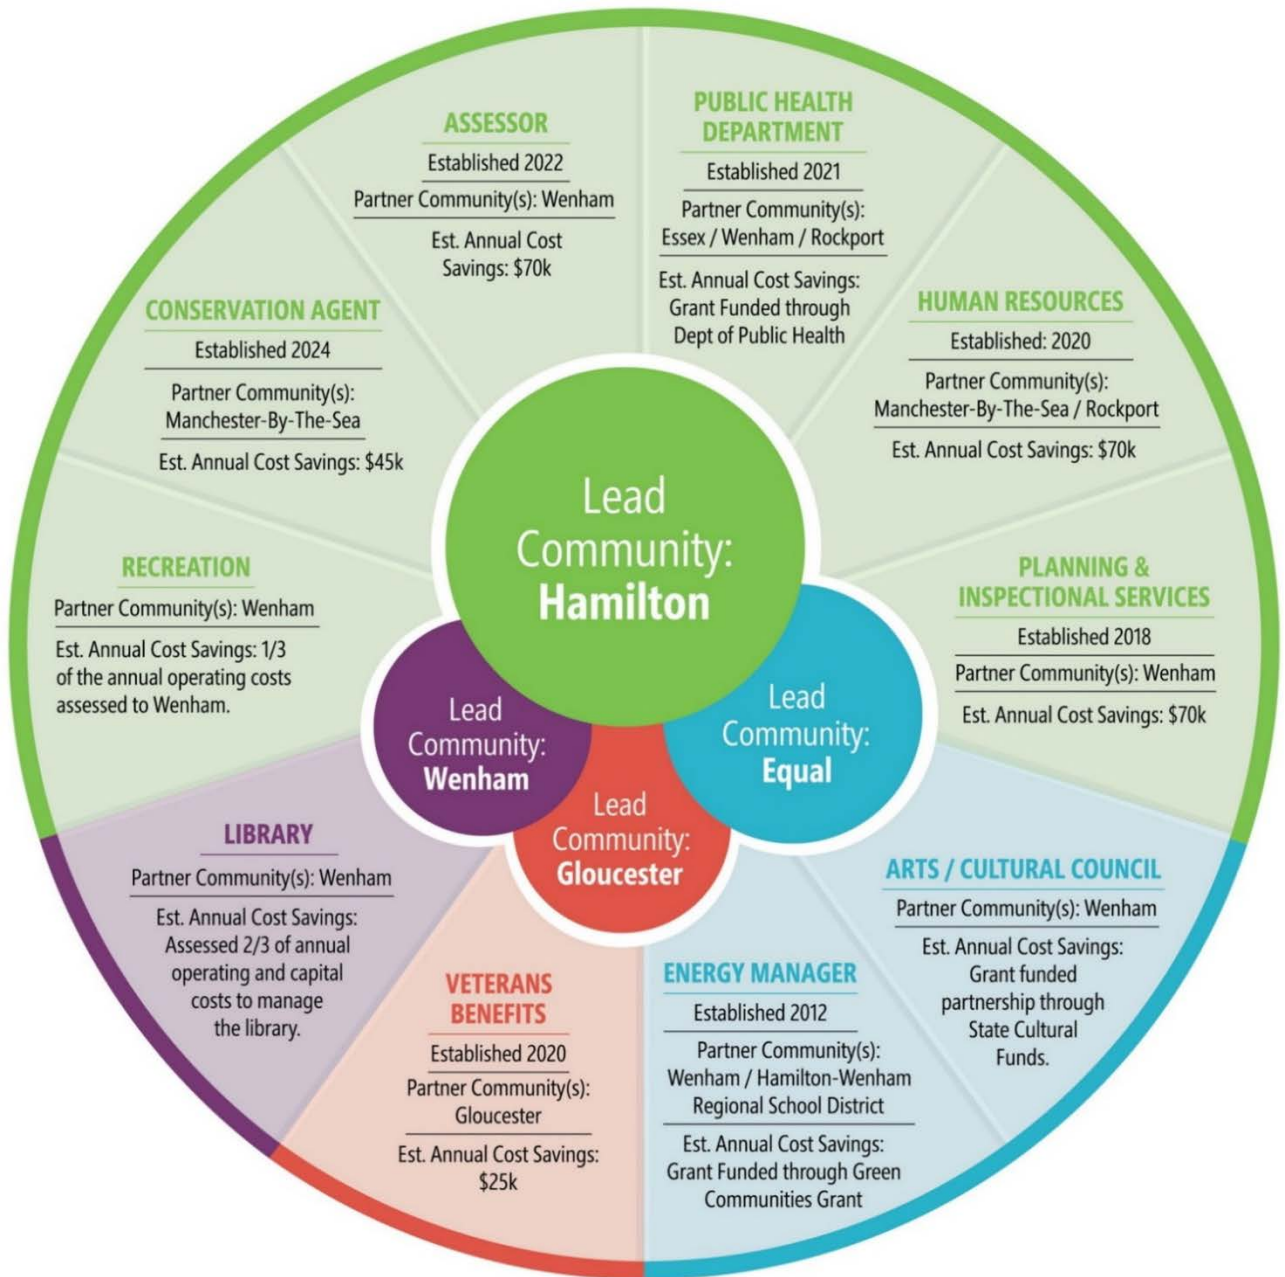 ASSESSOR
Established 2022
Partner Community(s): Wenham
Est. Annual Cost
Savings: $70k
PUBLIC HEALTH
DEPARTMENT
Established 2021
Partner Community(s):
Essex / Wenham / Rockport
Est. Annual Cost Savings:
Grant Funded through
Dept of Public Health
HUMAN RESOURCES
Established: 2020
Partner Community(s):
Manchester-By-The-Sea / Rockport
Est. Annual Cost Savings: $70k
PLANNING &
INSPECTIONAL SERVICES
Established 2018
Partner Community(s): Wenham
Est. Annual Cost Savings: $70k
ARTS / CULTURAL COUNCIL
Partner Community(s): Wenham
Est. Annual Cost Savings:
Grant funded
partnership through
State Cultural
Funds.
ENERGY MANAGER
Established 2012
Partner Community(s):
Wenham / Hamilton-Wenham
Regional School District
Est. Annual Cost Savings:
Grant Funded through Green
Communities Grant
VETERANS
BENEFITS
Established 2020
Partner Community(s):
Gloucester
Est. Annual Cost Savings:
$25k
LIBRARY
Partner Community(s): Wenham
Est. Annual Cost Savings:
Assessed 2/3 of annual
operating and capital
costs to manage
the library.
RECREATION
Partner Community(s): Wenham
Est. Annual Cost Savings: 1/3
of the annual operating costs
assessed to Wenham.
CONSERVATION AGENT
Established 2024
Partner Community(s):
Manchester-By-The-Sea
Est. Annual Cost Savings: $45k
Lead
Community:
Hamilton
Lead
Community:
Wenham
Lead
Community:
Gloucester
Lead
Community:
Equal